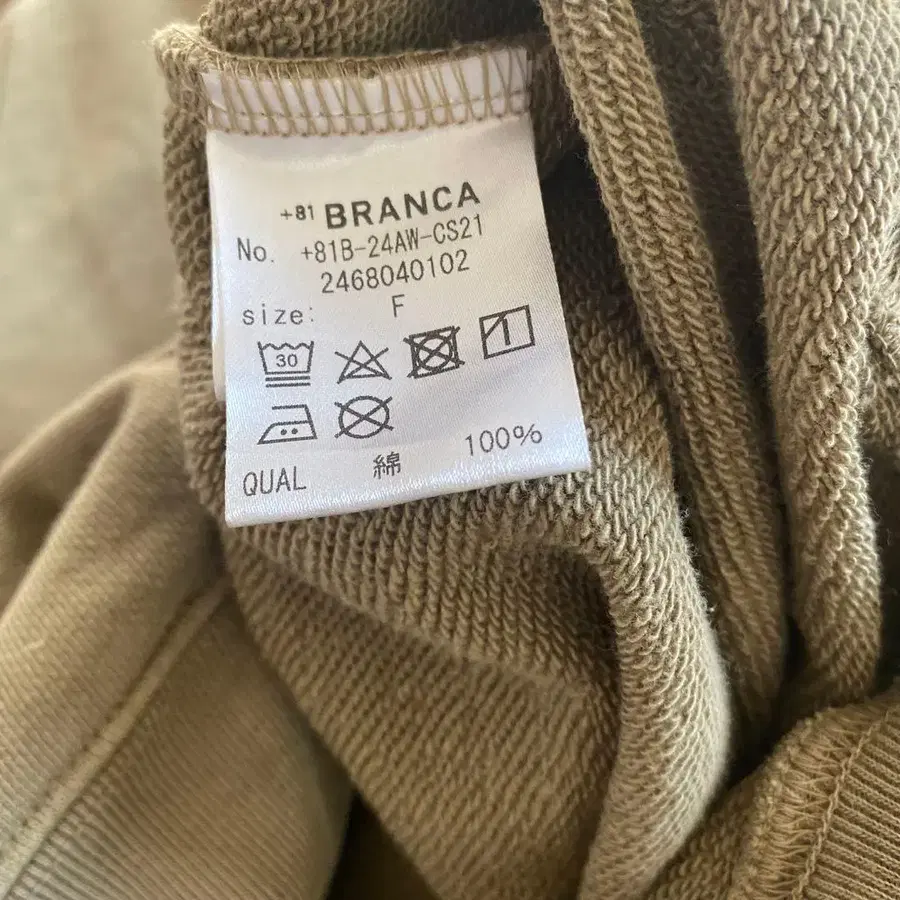 +81 BRANCA
No. +81B-24AW-CS21
2468040102
size: F
30
QUAL 綿 100%